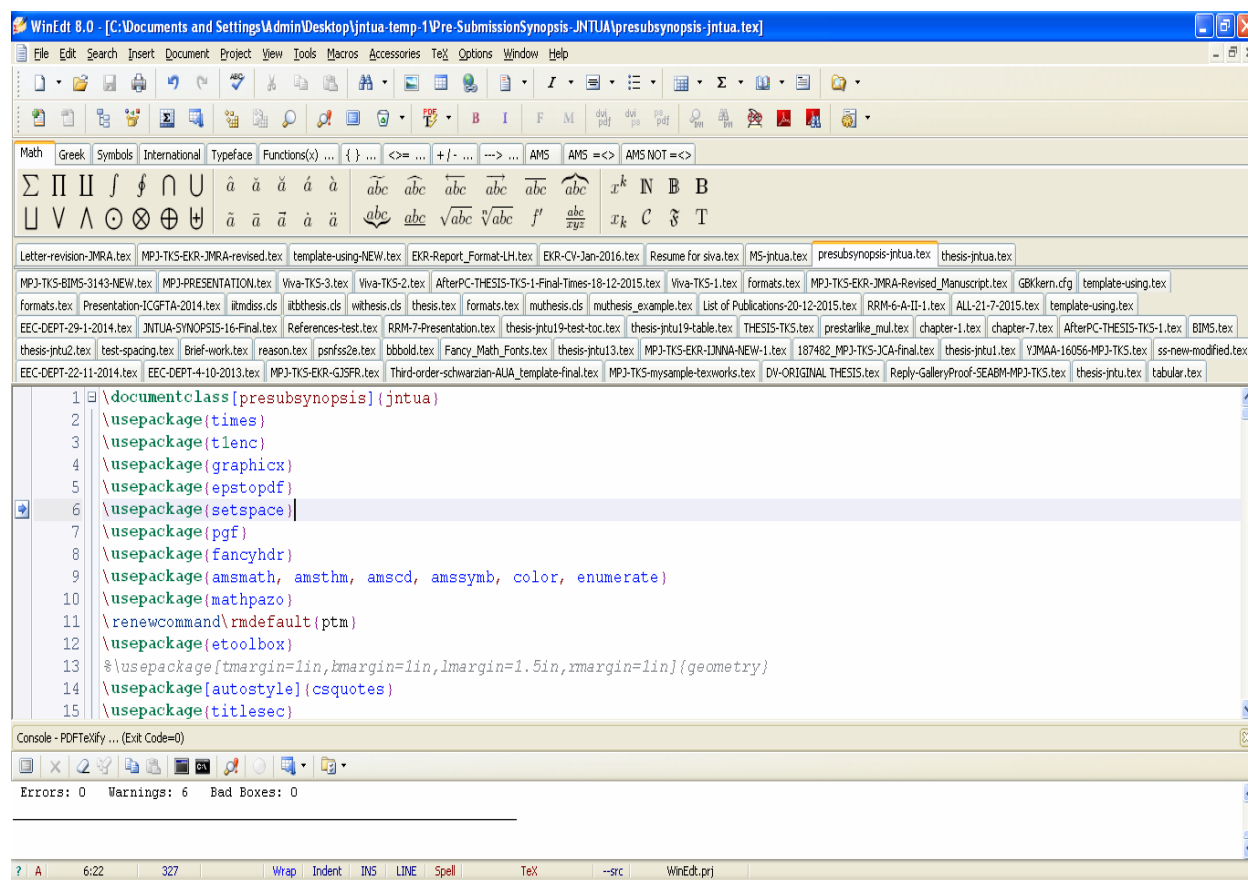 WinEdt 8.0 - [C:\Documents and Settings\Admin\Desktop\jntua-temp-1\Pre-SubmissionSynopsis-JNTUA\presubsynopsis-jntua.tex]
File Edit Search Insert Document Project View Tools Macros Accessories TeX Options Window Help
Math Greek Symbols International Typeface Functions(x) ... { } ... <>= ... + / - ... ---> ... AMS AMS =<> AMS NOT =<>
Letter-revision-JMRA.tex MPJ-TKS-EKR-JMRA-revised.tex template-using-NEW.tex EKR-Report_Format-LH.tex EKR-CV-Jan-2016.tex Resume for siva.tex MS-jntua.tex presubsynopsis-jntua.tex thesis-jntua.tex
MPJ-TKS-BIMS-3143-NEW.tex MPJ-PRESENTATION.tex Viva-TKS-3.tex Viva-TKS-2.tex AfterPC-THESIS-TKS-1-Final-Times-18-12-2015.tex Viva-TKS-1.tex formats.tex MPJ-TKS-EKR-JMRA-Revised_Manuscript.tex GBKkern.cfg template-using.tex
formats.tex Presentation-ICGFTA-2014.tex iitmdiss.cls iitbthesis.cls withesis.cls thesis.tex formats.tex muthesis.cls muthesis_example.tex List of Publications-20-12-2015.tex RRM-6-A-II-1.tex ALL-21-7-2015.tex template-using.tex
EEC-DEPT-29-1-2014.tex JNTUA-SYNOPSIS-16-Final.tex References-test.tex RRM-7-Presentation.tex thesis-jntu19-test-toc.tex thesis-jntu19-table.tex THESIS-TKS.tex prestarlike_mul.tex chapter-1.tex chapter-7.tex AfterPC-THESIS-TKS-1.tex BIMS.tex
thesis-jntu2.tex test-spacing.tex Brief-work.tex reason.tex psnfss2e.tex bbbold.tex Fancy_Math_Fonts.tex thesis-jntu13.tex MPJ-TKS-EKR-IJNNA-NEW-1.tex 187482_MPJ-TKS-JCA-final.tex thesis-jntu1.tex YJMAA-16056-MPJ-TKS.tex ss-new-modified.tex
EEC-DEPT-22-11-2014.tex EEC-DEPT-4-10-2013.tex MPJ-TKS-EKR-GJSFR.tex Third-order-schwarzian-AUA_template-final.tex MPJ-TKS-mysample-texworks.tex DV-ORIGINAL THESIS.tex Reply-GalleryProof-SEABM-MPJ-TKS.tex thesis-jntu.tex tabular.tex
1 \documentclass[presubsynopsis]{jntua}
2 \usepackage{times}
3 \usepackage{t1enc}
4 \usepackage{graphicx}
5 \usepackage{epstopdf}
6 \usepackage{setspace}
7 \usepackage{pgf}
8 \usepackage{fancyhdr}
9 \usepackage{amsmath, amsthm, amscd, amssymb, color, enumerate}
10 \usepackage{mathpazo}
11 \renewcommand\rmdefault{ptm}
12 \usepackage{etoolbox}
13 %\usepackage[tmargin=1in,bmargin=1in,lmargin=1.5in,rmargin=1in]{geometry}
14 \usepackage[autostyle]{csquotes}
15 \usepackage{titlesec}
Console - PDFTeXify ... (Exit Code=0)
Errors: 0 Warnings: 6 Bad Boxes: 0
? A 6:22 327 Wrap Indent INS LINE Spell TeX --src WinEdt.prj